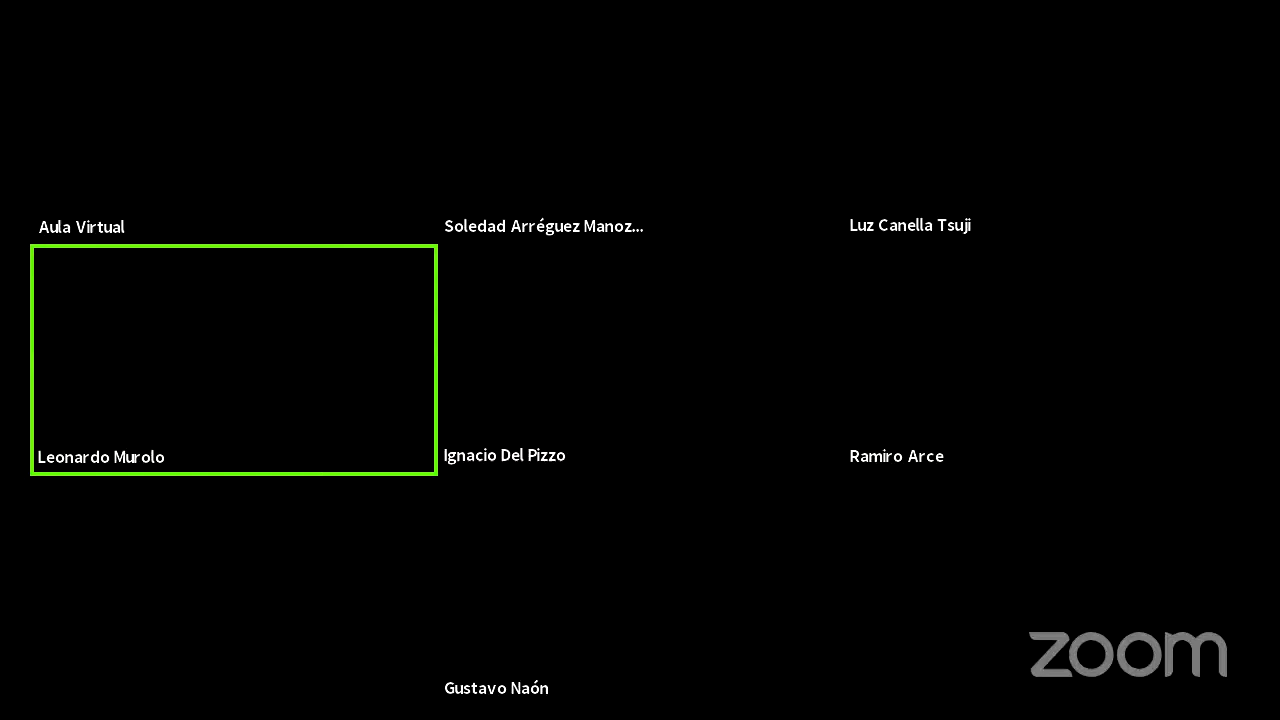 Aula Virtual
Soledad Arréguez Manoz...
Luz Canella Tsuji
Leonardo Murolo
Ignacio Del Pizzo
Ramiro Arce
Gustavo Naón
zoom